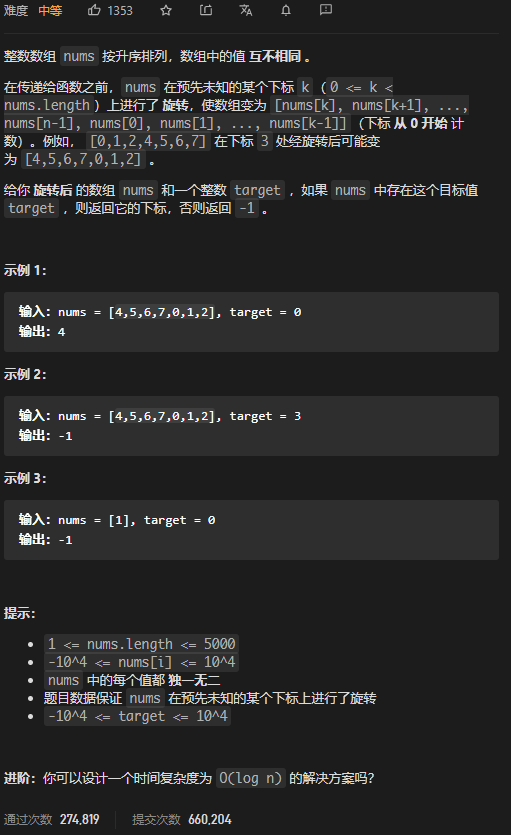 难度 中等 1353
整数数组 nums 按升序排列，数组中的值 互不相同 。
在传递给函数之前，nums 在预先未知的某个下标 k（0 <= k <
nums.length）上进行了 旋转，使数组变为 [nums[k], nums[k+1], ...,
nums[n-1], nums[0], nums[1], ..., nums[k-1]]（下标 从 0 开始 计
数）。例如， [0,1,2,4,5,6,7] 在下标 3 处经旋转后可能变
为 [4,5,6,7,0,1,2] 。
给你 旋转后 的数组 nums 和一个整数 target ，如果 nums 中存在这个目标值
target ，则返回它的下标，否则返回 -1 。
示例 1：
输入：nums = [4,5,6,7,0,1,2], target = 0
输出：4
示例 2：
输入：nums = [4,5,6,7,0,1,2], target = 3
输出：-1
示例 3：
输入：nums = [1], target = 0
输出：-1
提示：
• 1 <= nums.length <= 5000
• -10^4 <= nums[i] <= 10^4
• nums 中的每个值都 独一无二
• 题目数据保证 nums 在预先未知的某个下标上进行了旋转
• -10^4 <= target <= 10^4
进阶：你可以设计一个时间复杂度为 O(log n) 的解决方案吗？
通过次数 274,819 提交次数 660,204